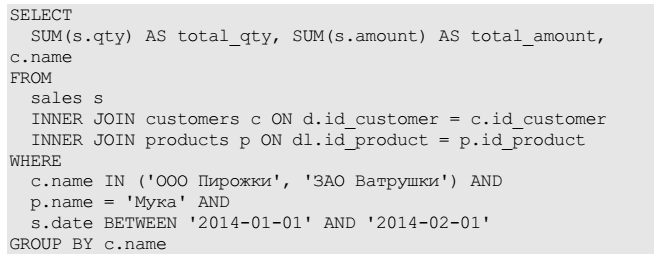 SELECT
SUM(s.qty) AS total_qty, SUM(s.amount) AS total_amount,
c.name
FROM
sales s
INNER JOIN customers c ON d.id_customer = c.id_customer
INNER JOIN products p ON dl.id_product = p.id_product
WHERE
c.name IN ('ООО Пирожки', 'ЗАО Ватрушки') AND
p.name = 'Мука' AND
s.date BETWEEN '2014-01-01' AND '2014-02-01'
GROUP BY c.name